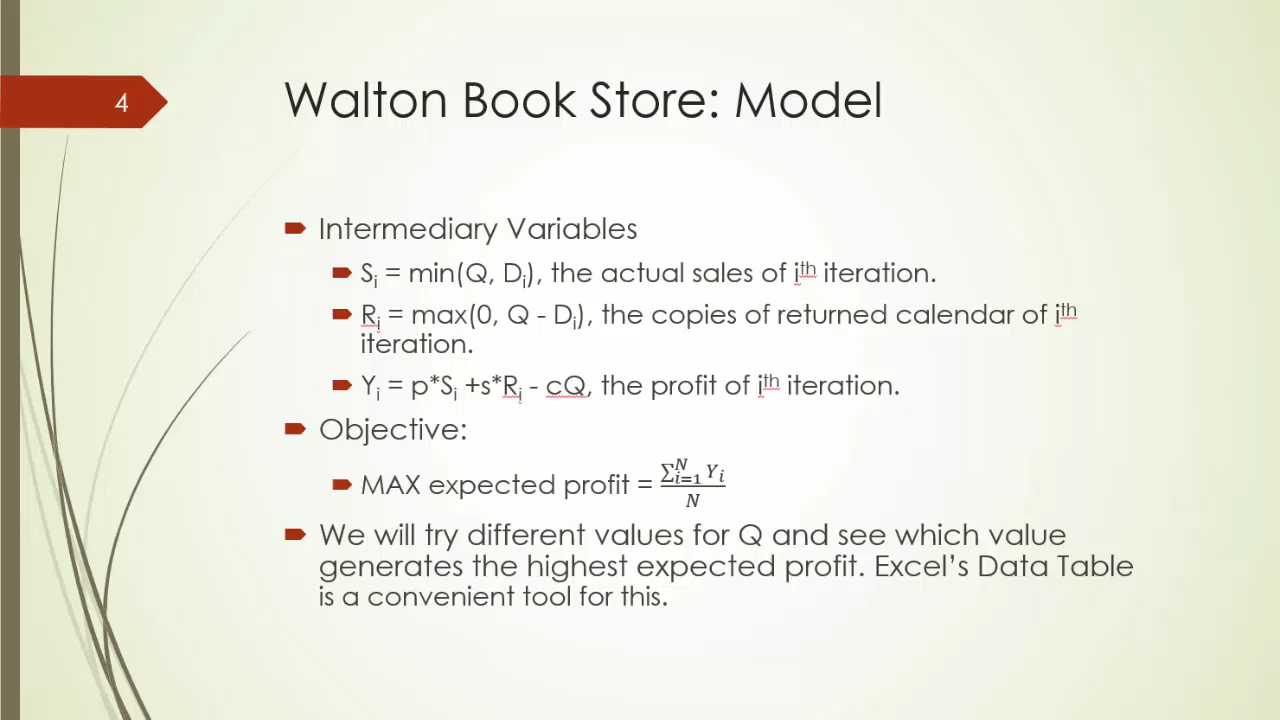 4
Walton Book Store: Model
Intermediary Variables
Sᵢ = min(Q, Dᵢ), the actual sales of iᵗʰ iteration.
Rᵢ = max(0, Q - Dᵢ), the copies of returned calendar of iᵗʰ
iteration.
Yᵢ = p*Sᵢ +s*Rᵢ - cQ, the profit of iᵗʰ iteration.
Objective:
MAX expected profit = \frac{\sum_{i=1}^{N} Y_i}{N}
We will try different values for Q and see which value
generates the highest expected profit. Excel’s Data Table
is a convenient tool for this.